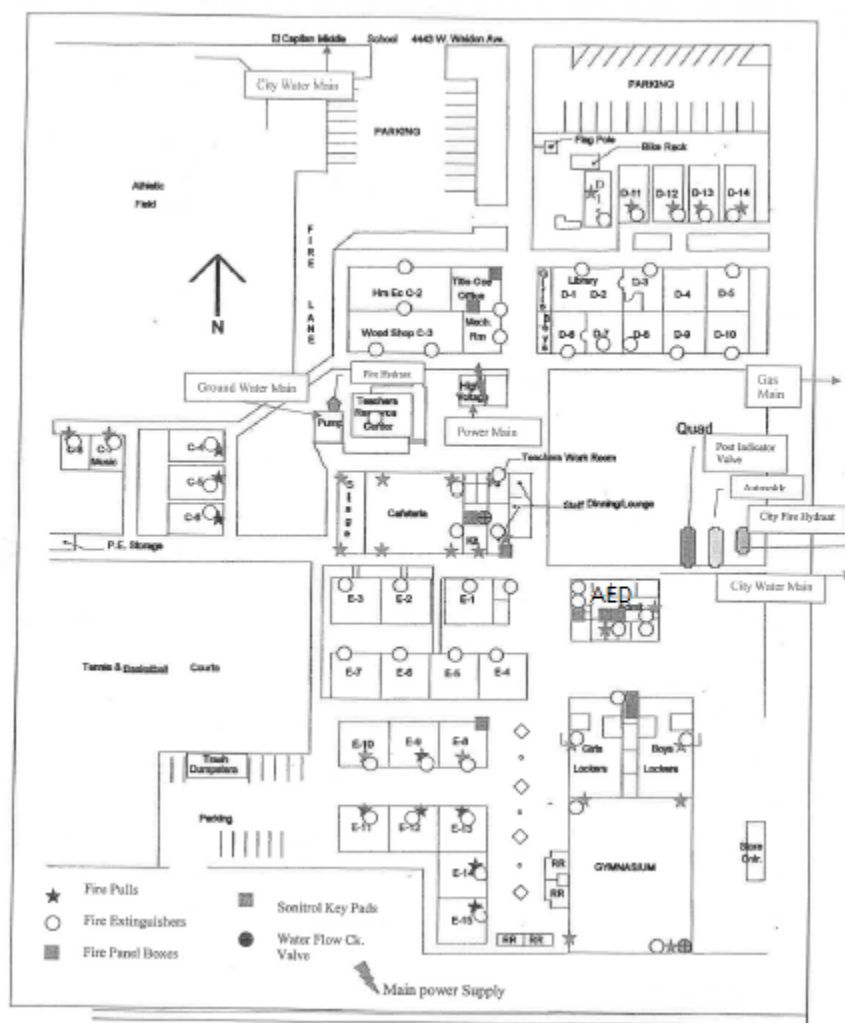 El Capitan Middle School 4443 W. Weldon Ave.
City Water Main
PARKING
PARKING
Flag Pole
Bike Rack
Athletic
Field
D-11
D-12
D-13
D-14
FIRE LANE
N
Hm Ec C-2
Title One
Office
Wood Shop C-3
Mech.
Rm
Girls
Boys
Library
D-1
D-2
D-3
D-4
D-5
D-6
D-7
D-8
D-9
D-10
Fire Hydrant
Ground Water Main
Pump
Teachers
Resource
Center
High
Voltage
Power Main
Gas
Main
Quad
Post Indicator
Valve
City Fire Hydrant
City Water Main
Music
C-4
C-5
C-6
P.E. Storage
Stage
Cafeteria
Kit
Teachers Work Room
Staff Dinning/Lounge
AED
Admit
E-3
E-2
E-1
E-7
E-6
E-5
E-4
Tennis & Basketball Courts
E-10
E-9
E-8
Girls
Lockers
Boys
Lockers
Trash
Dumpsters
Parking
E-11
E-12
E-13
E-14
E-15
RR
RR
RR RR
GYMNASIUM
Store
Cntr.
Fire Pulls
Fire Extinguishers
Fire Panel Boxes
Sonitrol Key Pads
Water Flow Ck.
Valve
Main power Supply